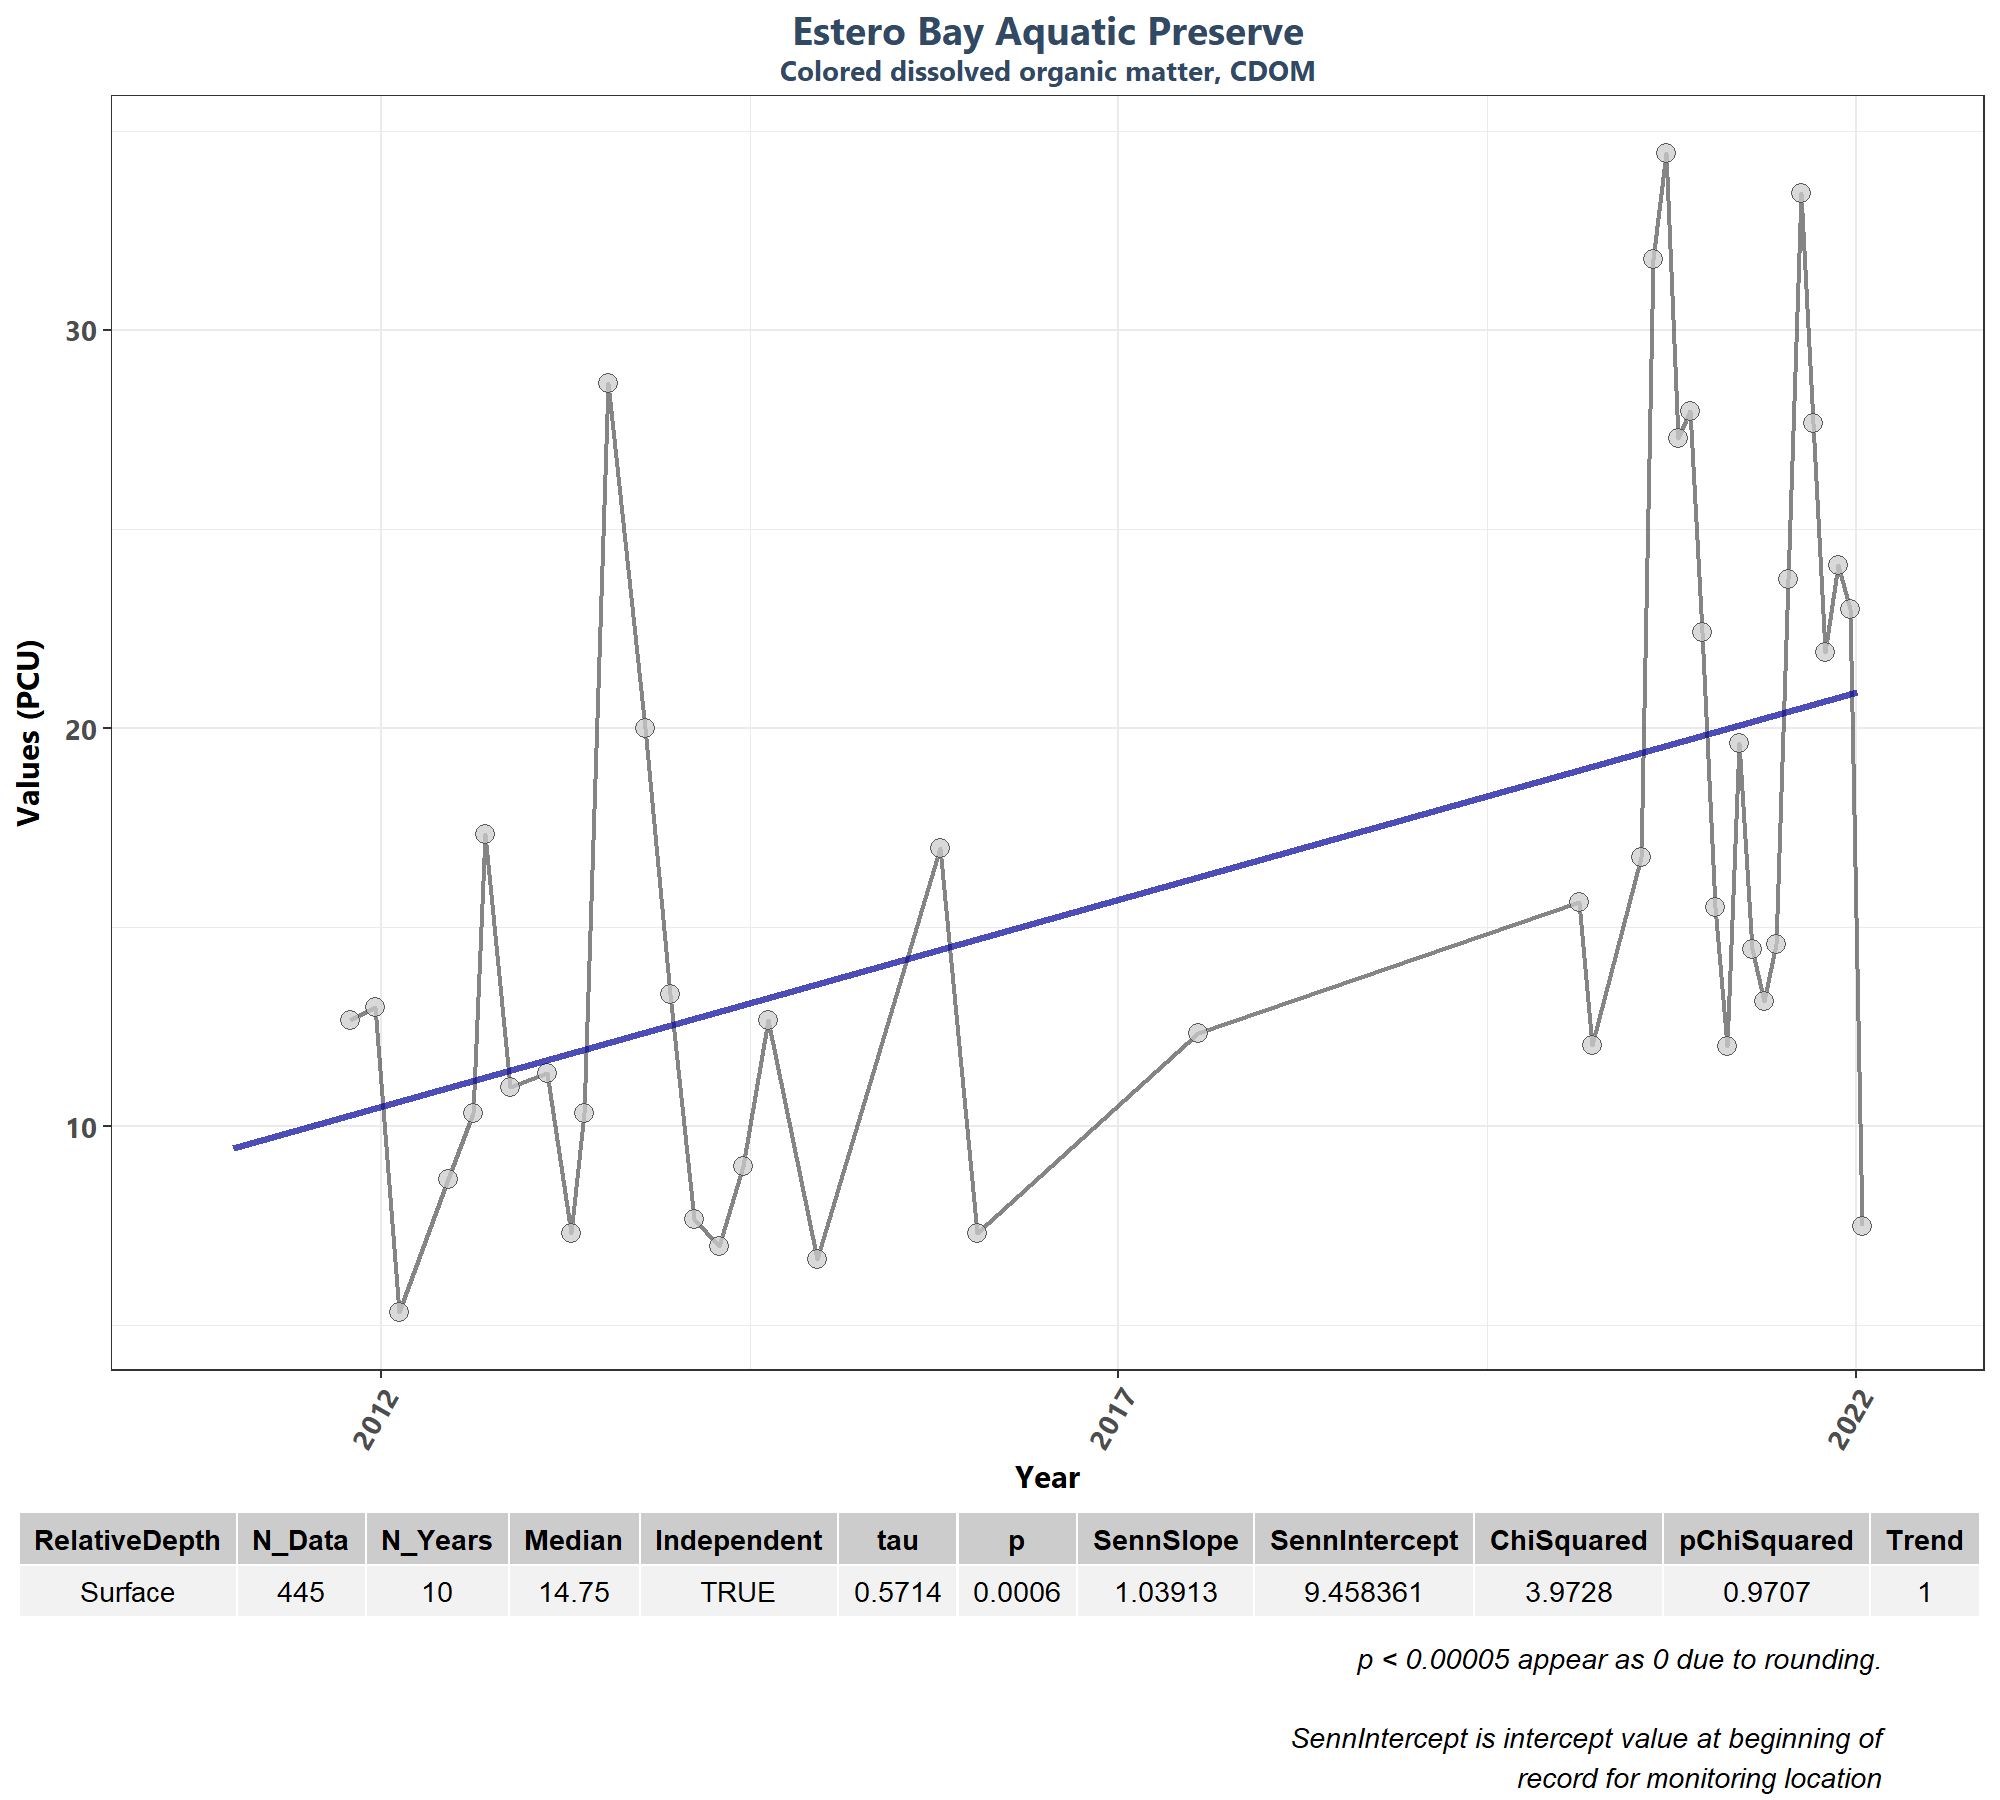 Estero Bay Aquatic Preserve
Colored dissolved organic matter, CDOM
Values (PCU)
30
20
10
2012 2017 2022
Year
RelativeDepth N_Data N_Years Median Independent tau p SennSlope SennIntercept ChiSquared pChiSquared Trend
Surface 445 10 14.75 TRUE 0.5714 0.0006 1.03913 9.458361 3.9728 0.9707 1
p < 0.00005 appear as 0 due to rounding.
SennIntercept is intercept value at beginning of
record for monitoring location